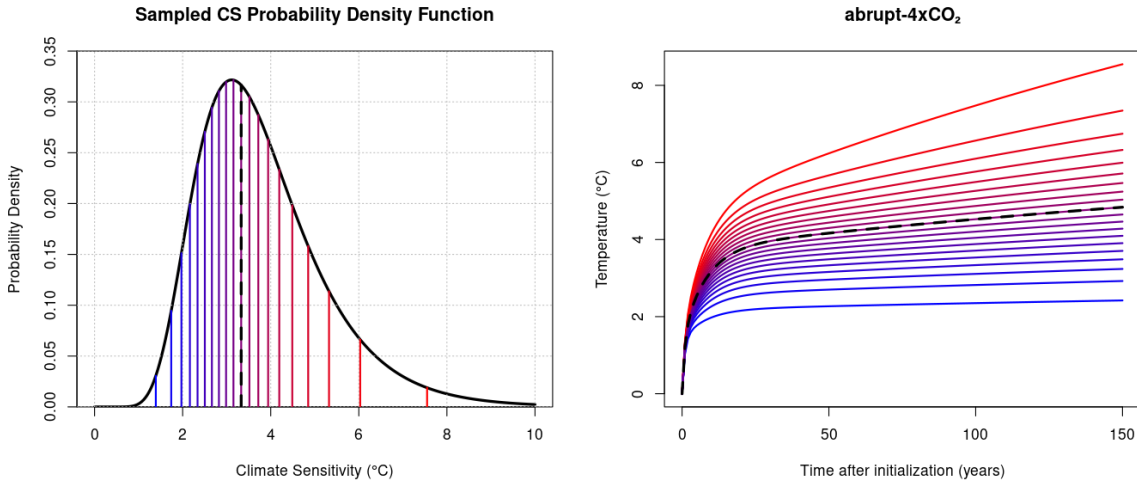 Sampled CS Probability Density Function
0.35
0.30
0.25
0.20
0.15
0.10
0.05
0.00
Probability Density
0 2 4 6 8 10
Climate Sensitivity (°C)
abrupt-4xCO₂
8
6
4
2
0
Temperature (°C)
0 50 100 150
Time after initialization (years)